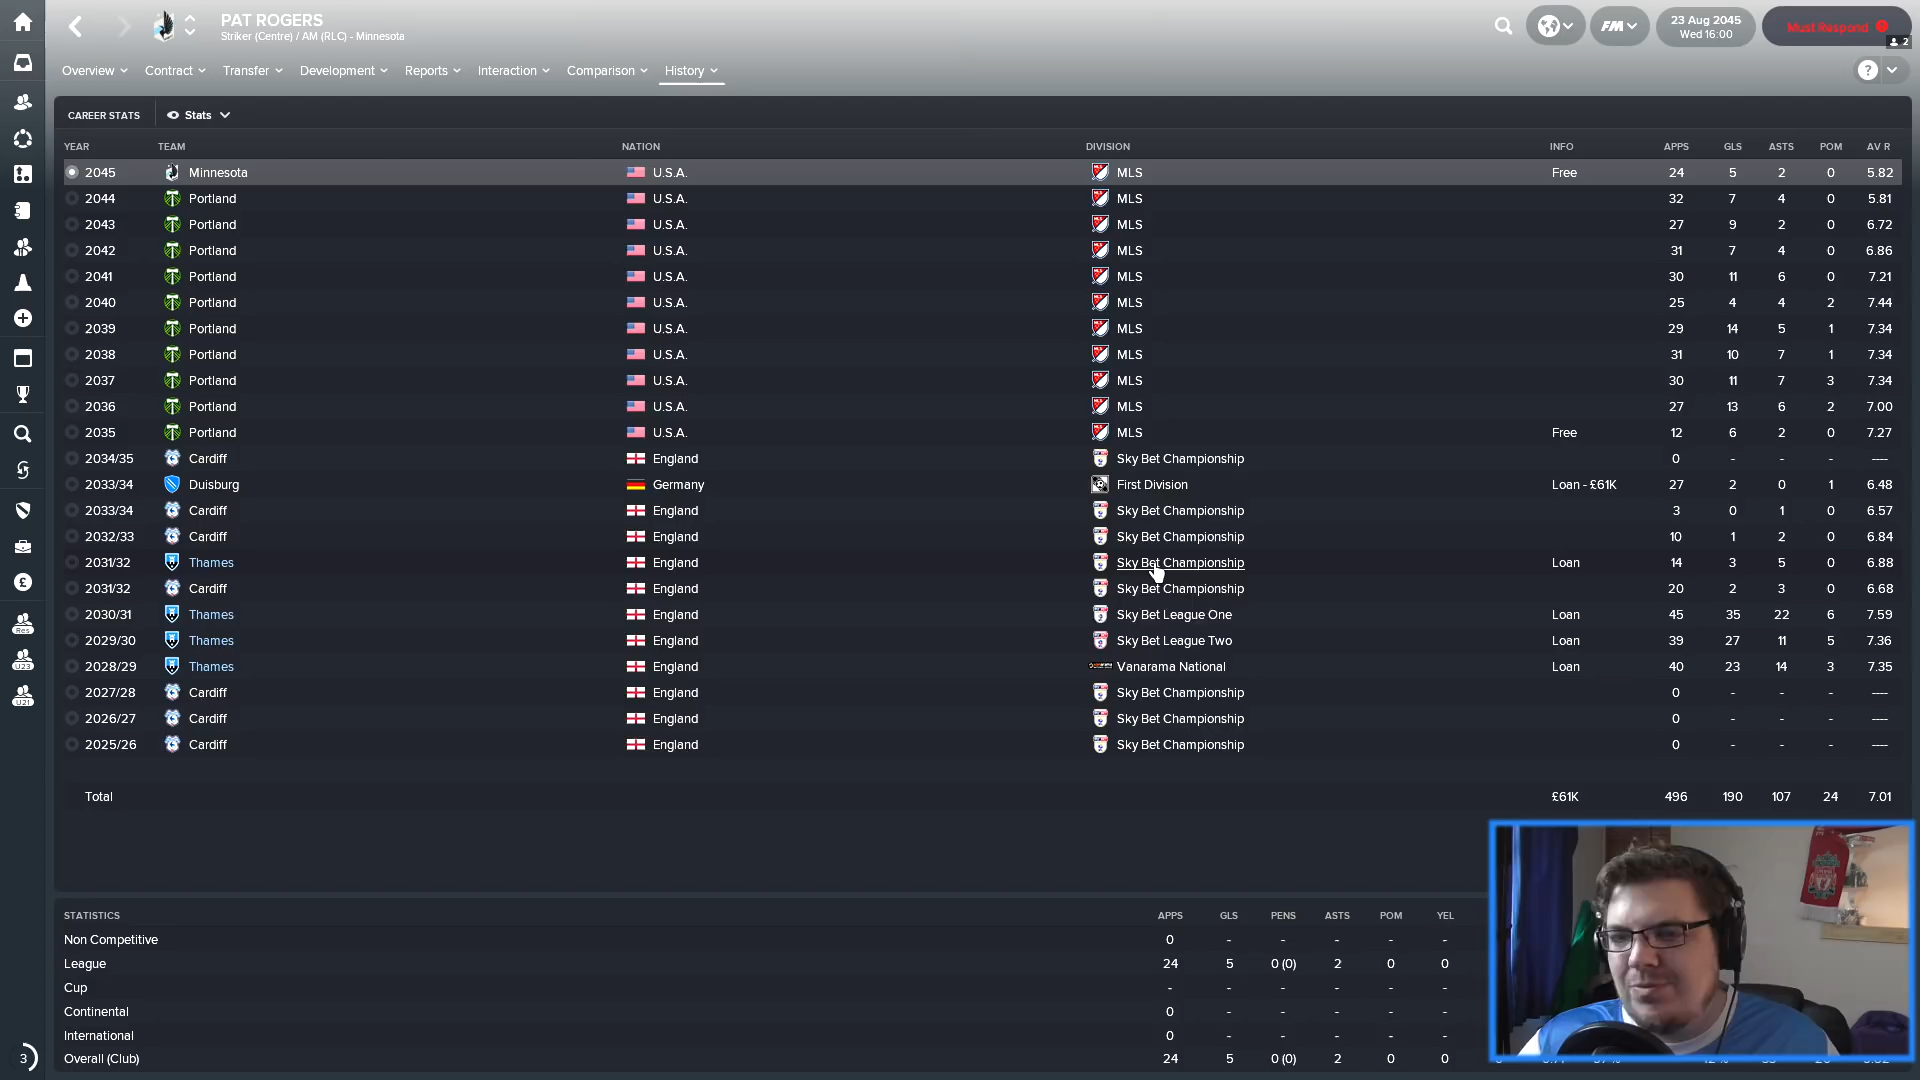 PAT ROGERS
Striker (Centre) / AM (RLC) - Minnesota
FM
23 Aug 2045
Wed 16:00
Must Respond
2
Overview Contract Transfer Development Reports Interaction Comparison History
?
CAREER STATS Stats
YEAR TEAM NATION DIVISION INFO APPS GLS ASTS POM AV R
2045 Minnesota U.S.A. MLS Free 24 5 2 0 5.82
2044 Portland U.S.A. MLS 32 7 4 0 5.81
2043 Portland U.S.A. MLS 27 9 2 0 6.72
2042 Portland U.S.A. MLS 31 7 4 0 6.86
2041 Portland U.S.A. MLS 30 11 6 0 7.21
2040 Portland U.S.A. MLS 25 4 4 2 7.44
2039 Portland U.S.A. MLS 29 14 5 1 7.34
2038 Portland U.S.A. MLS 31 10 7 1 7.34
2037 Portland U.S.A. MLS 30 11 7 3 7.34
2036 Portland U.S.A. MLS 27 13 6 2 7.00
2035 Portland U.S.A. MLS Free 12 6 2 0 7.27
2034/35 Cardiff England Sky Bet Championship 0 - - - ----
2033/34 Duisburg Germany First Division Loan - £61K 27 2 0 1 6.48
2033/34 Cardiff England Sky Bet Championship 3 0 1 0 6.57
2032/33 Cardiff England Sky Bet Championship 10 1 2 0 6.84
2031/32 Thames England Sky Bet Championship Loan 14 3 5 0 6.88
2031/32 Cardiff England Sky Bet Championship 20 2 3 0 6.68
2030/31 Thames England Sky Bet League One Loan 45 35 22 6 7.59
2029/30 Thames England Sky Bet League Two Loan 39 27 11 5 7.36
2028/29 Thames England Vanarama National Loan 40 23 14 3 7.35
2027/28 Cardiff England Sky Bet Championship 0 - - - ----
2026/27 Cardiff England Sky Bet Championship 0 - - - ----
2025/26 Cardiff England Sky Bet Championship 0 - - - ----
Total £61K 496 190 107 24 7.01
STATISTICS APPS GLS PENS ASTS POM YEL
Non Competitive 0 - - - - -
League 24 5 0 (0) 2 0 0
Cup - - - - - -
Continental 0 - - - - -
International 0 - - - - -
Overall (Club) 24 5 0 (0) 2 0 0
Res
U23
U21
3